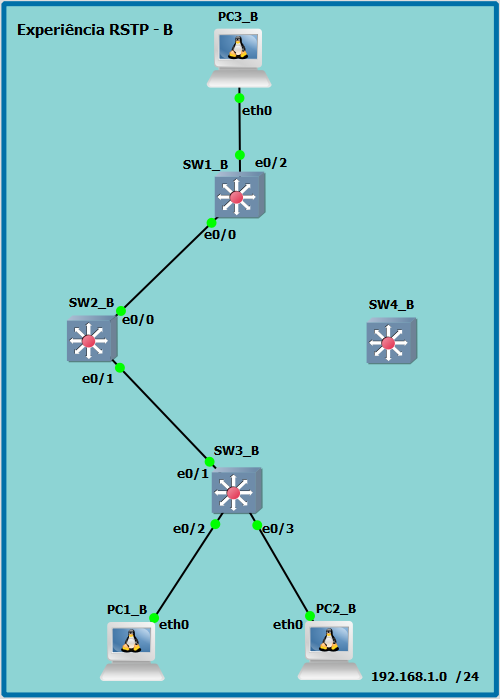 Experiência RSTP - B
PC3_B
eth0
SW1_B
e0/2
e0/0
SW2_B
e0/0
SW4_B
e0/1
SW3_B
e0/1
e0/2
e0/3
PC1_B
eth0
PC2_B
eth0
192.168.1.0 /24